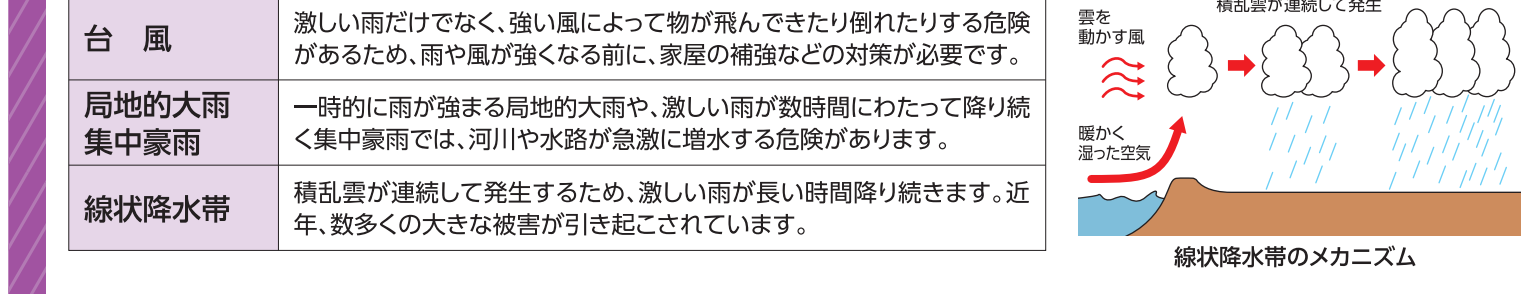 台　風
激しい雨だけでなく、強い風によって物が飛んできたり倒れたりする危険
があるため、雨や風が強くなる前に、家屋の補強などの対策が必要です。
局地的大雨
集中豪雨
一時的に雨が強まる局地的大雨や、激しい雨が数時間にわたって降り続
く集中豪雨では、河川や水路が急激に増水する危険があります。
線状降水帯
積乱雲が連続して発生するため、激しい雨が長い時間降り続きます。近
年、数多くの大きな被害が引き起こされています。
積乱雲が連続して発生
雲を
動かす風
暖かく
湿った空気
線状降水帯のメカニズム